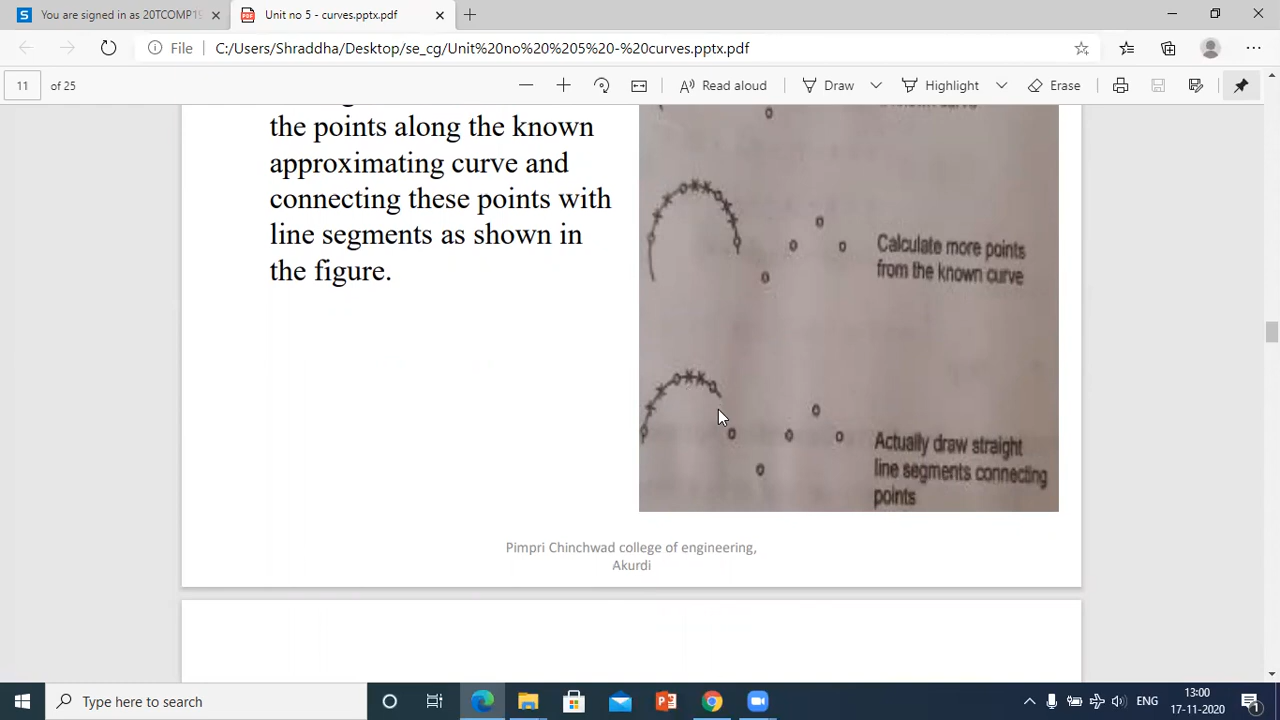 You are signed in as 20TCOMP19
Unit no 5 - curves.pptx.pdf
File
C:/Users/Shraddha/Desktop/se_cg/Unit%20no%20%205%20-%20curves.pptx.pdf
11 of 25
Read aloud
Draw
Highlight
Erase
the points along the known
approximating curve and
connecting these points with
line segments as shown in
the figure.
Calculate more points
from the known curve
Actually draw straight
line segments connecting
points
Pimpri Chinchwad college of engineering,
Akurdi
Type here to search
ENG
13:00
17-11-2020
1